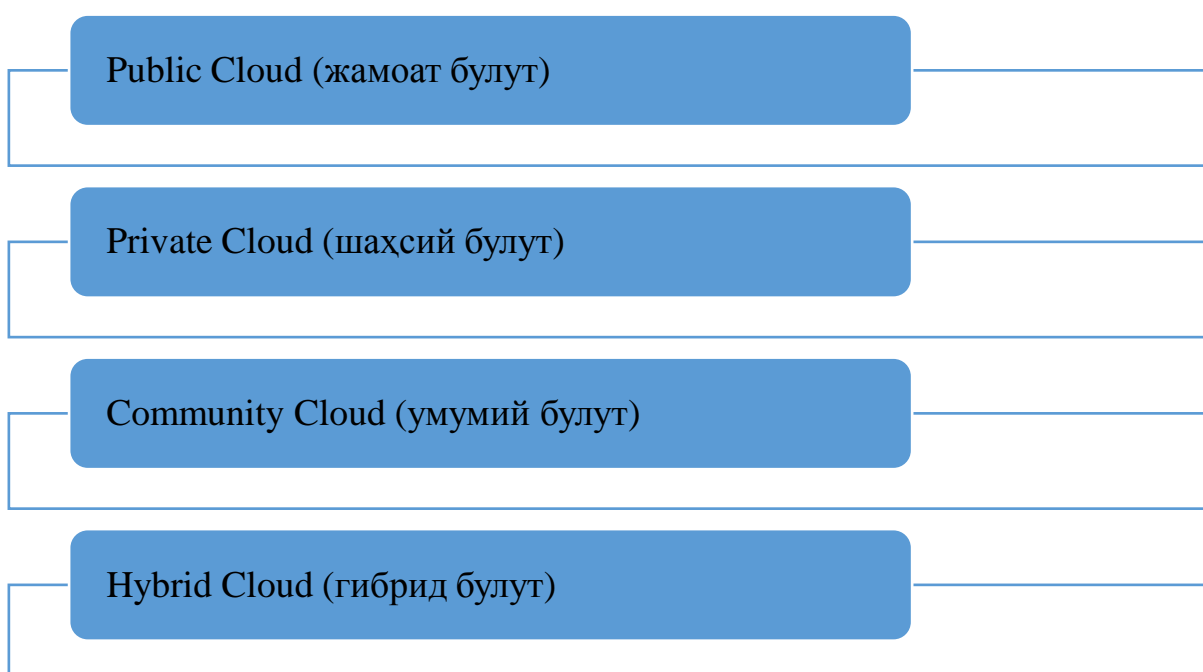 Public Cloud (жамоат булут)
Private Cloud (шаҳсий булут)
Community Cloud (умумий булут)
Hybrid Cloud (гибрид булут)